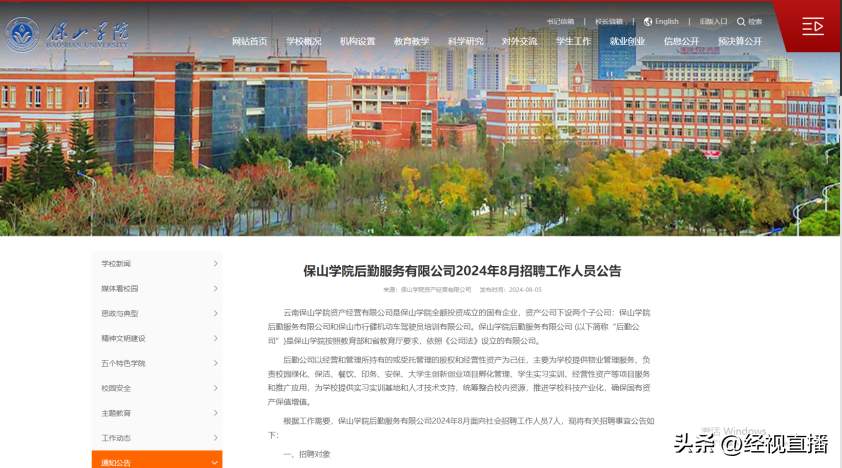 书记信箱 | 校长信箱 | English | 旧版入口 检索
保山学院
BAOSHAN UNIVERSITY
网站首页 学校概况 机构设置 教育教学 科学研究 对外交流 学生工作 就业创业 信息公开 预决算公开
学校新闻
媒体看校园
思政与典型
精神文明建设
五个特色学院
校园安全
主题教育
工作动态
通知公告
保山学院后勤服务有限公司2024年8月招聘工作人员公告
来源：保山学院资产经营有限公司 发布时间：2024-08-05
云南保山学院资产经营有限公司是保山学院全额投资成立的国有企业，资产公司下设两个子公司：保山学院
后勤服务有限公司和保山市行健机动车驾驶员培训有限公司。保山学院后勤服务有限公司 (以下简称“后勤公
司”)是保山学院按照教育部和省教育厅要求，依照《公司法》设立的有限公司。
后勤公司以经营和管理所持有的或受托管理的股权和经营性资产为己任，主要为学校提供物业管理服务，负
责校园绿化、保洁、餐饮、印务、安保、大学生创新创业项目孵化管理、学生实习实训、经营性资产等项目服务
和推广应用，为学校提供实习实训基地和人才技术支持，统筹整合校内资源，推进学校科技产业化，确保国有资
产保值增值。
根据工作需要，保山学院后勤服务有限公司2024年8月面向社会招聘工作人员7人，现将有关招聘事宜公告如
下：
一、招聘对象
激活 Windows
头条 @经视直播